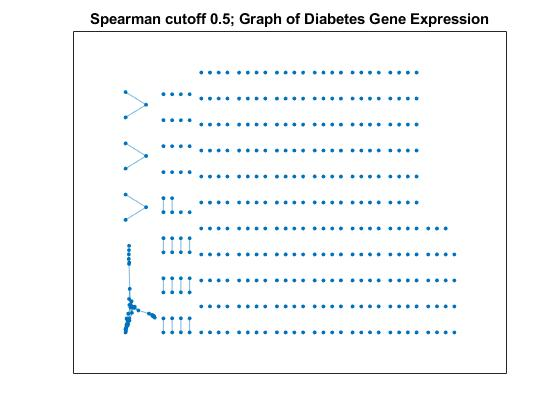 Spearman cutoff 0.5; Graph of Diabetes Gene Expression